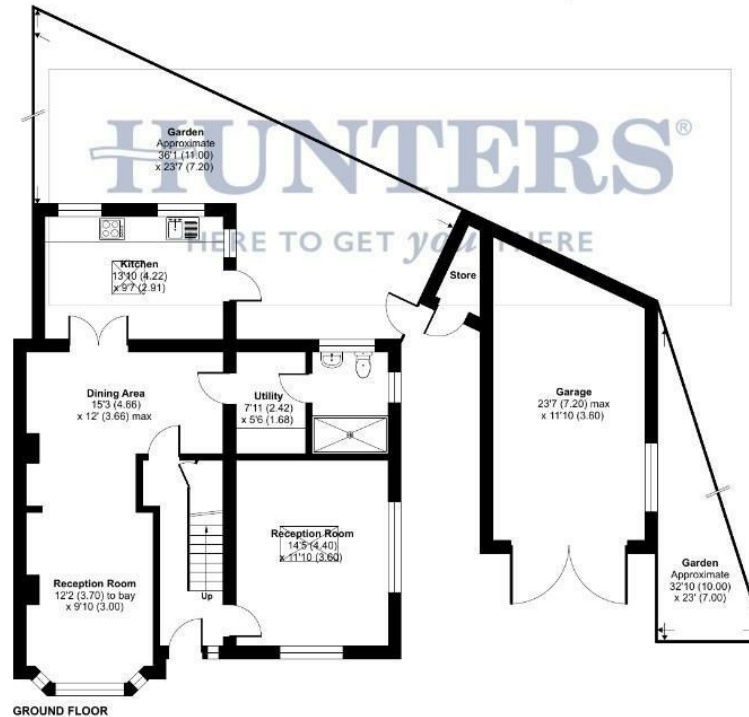 Garden
Approximate
36'1 (11.00)
x 23'7 (7.20)
HUNTERS®
HERE TO GET you THERE
Kitchen
13'10 (4.22)
x 9'7 (2.91)
Store
Dining Area
15'3 (4.66)
x 12' (3.66) max
Utility
7'11 (2.42)
x 5'6 (1.68)
Garage
23'7 (7.20) max
x 11'10 (3.60)
Reception Room
14'5 (4.40)
x 11'10 (3.60)
Reception Room
12'2 (3.70) to bay
x 9'10 (3.00)
Up
Garden
Approximate
32'10 (10.00)
x 23' (7.00)
GROUND FLOOR